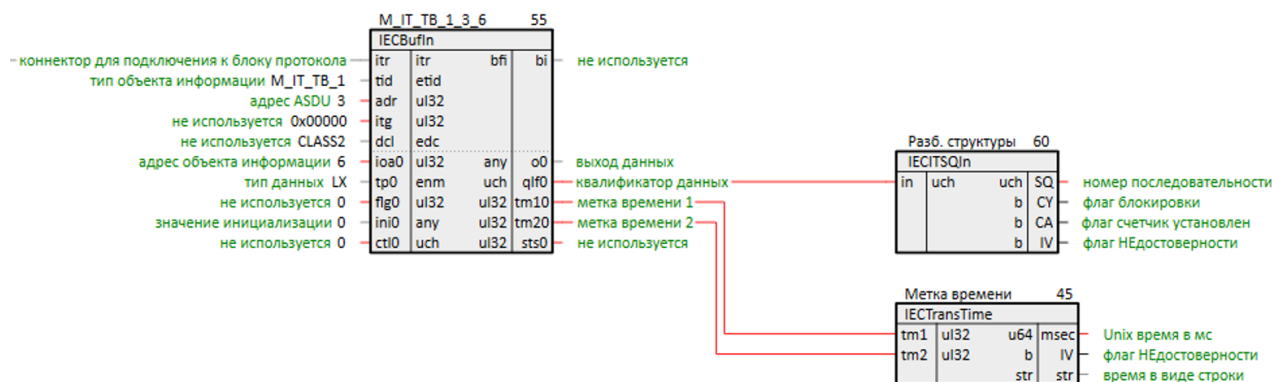 M_IT_TB_1_3_6 55
IECBufIn
коннектор для подключения к блоку протокола itr itr bfi bi не используется
тип объекта информации M_IT_TB_1 tid etid
адрес ASDU 3 adr ul32
не используется 0x00000 itg ul32
не используется CLASS2 dcl edc
адрес объекта информации 6 ioa0 ul32 any o0 выход данных
тип данных LX tp0 enm uch qlf0 квалификатор данных
не используется 0 flg0 ul32 ul32 tm10 метка времени 1
значение инициализации 0 ini0 any ul32 tm20 метка времени 2
не используется 0 ctl0 uch ul32 sts0 не используется
Разб. структуры 60
IECITSQIn
in uch uch SQ номер последовательности
b CY флаг блокировки
b CA флаг счетчик установлен
b IV флаг НЕдостоверности
Метка времени 45
IECTransTime
tm1 ul32 u64 msec Unix время в мс
tm2 ul32 b IV флаг НЕдостоверности
str str время в виде строки